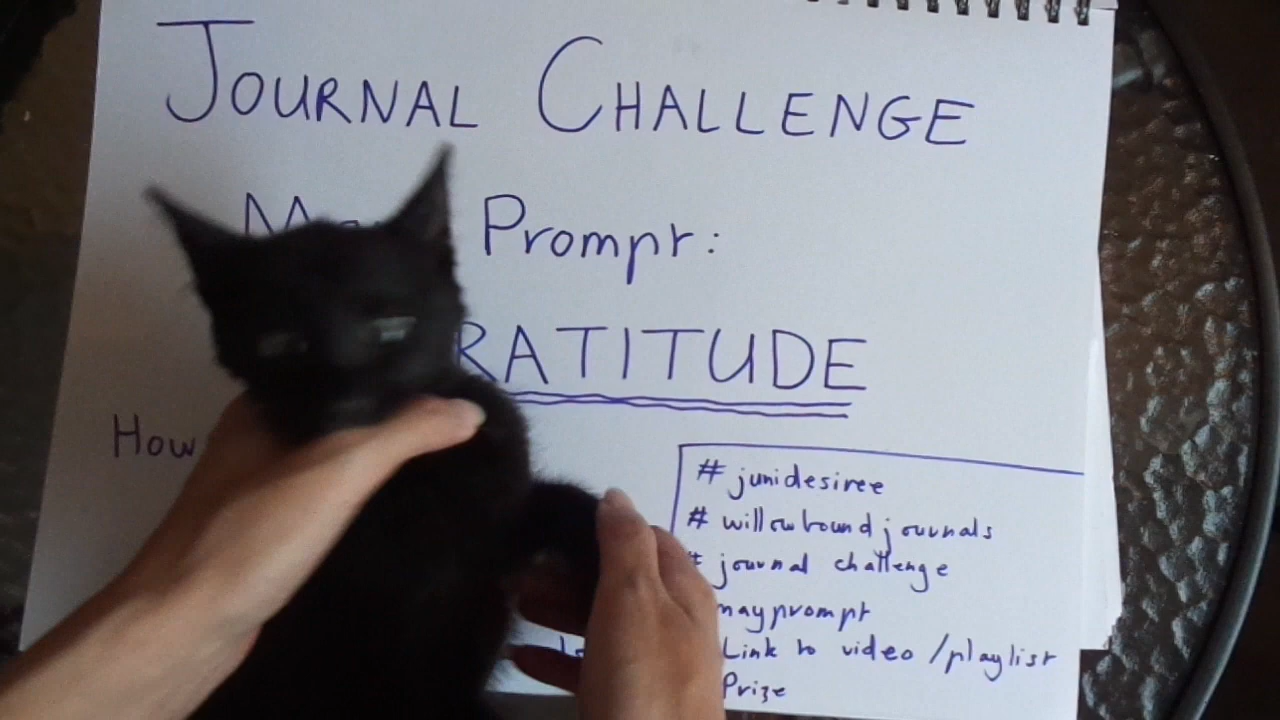 JOURNAL CHALLENGE
Prompt:
RATITUDE
How
# junidesiree
# willowboundjournals
# journal challenge
mayprompt
Link to video /playlist
Prize